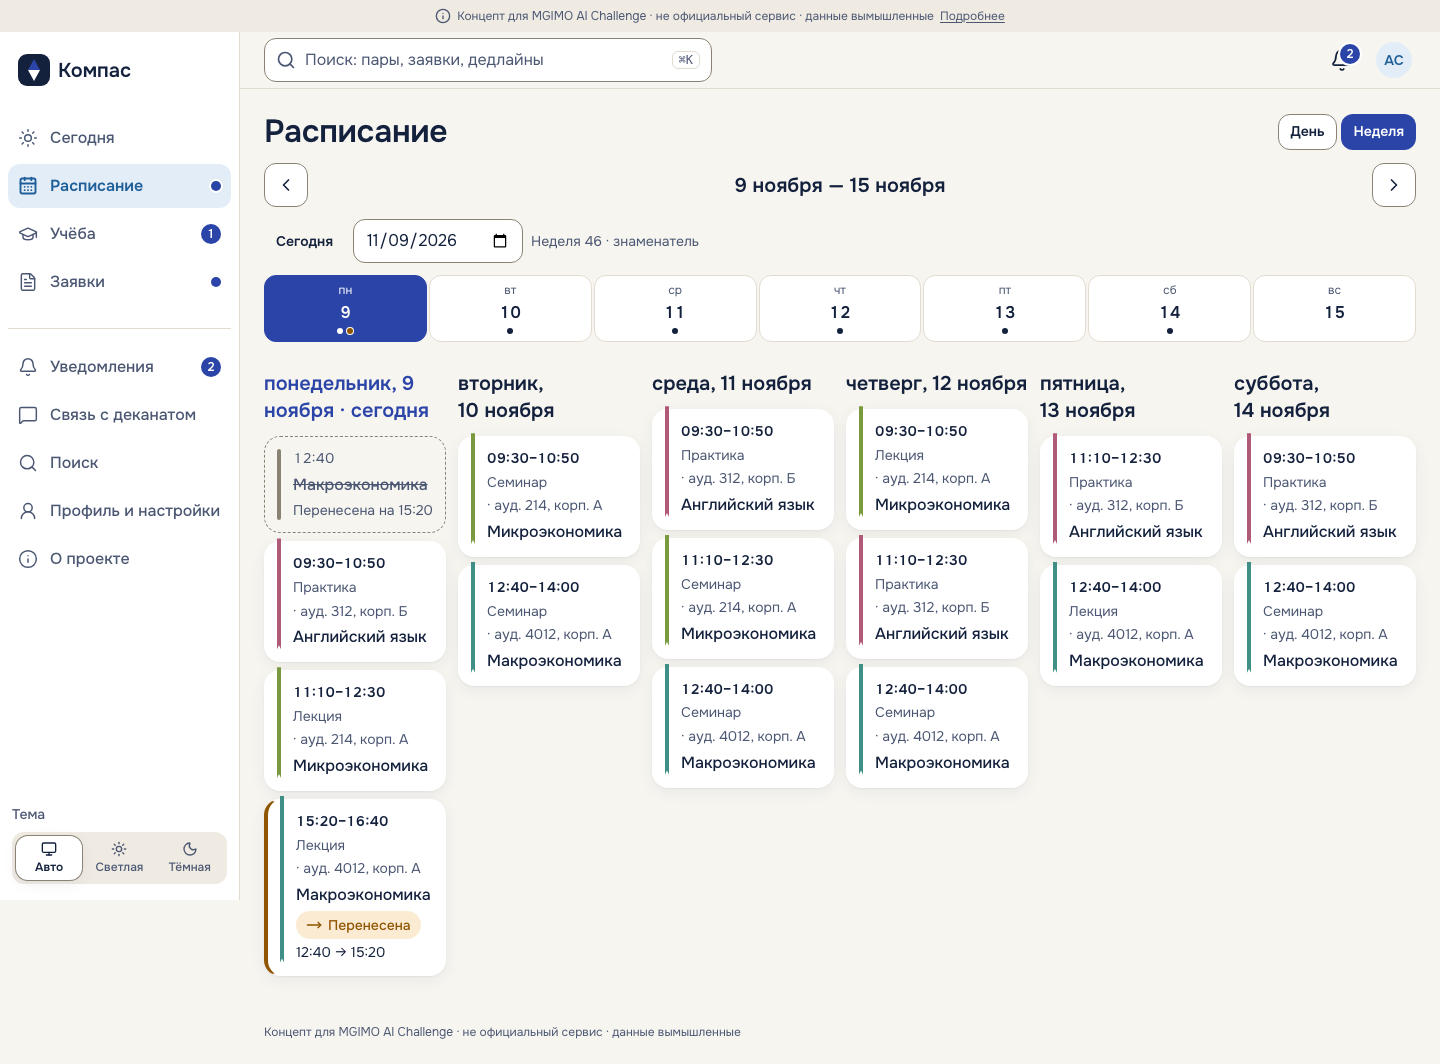 Концепт для MGIMO AI Challenge · не официальный сервис · данные вымышленные Подробнее
Компас
Поиск: пары, заявки, дедлайны
⌘K
2
АС
Сегодня
Расписание
Учёба
1
Заявки
Уведомления
2
Связь с деканатом
Поиск
Профиль и настройки
О проекте
Тема
Авто
Светлая
Тёмная
Расписание
День
Неделя
9 ноября — 15 ноября
Сегодня
11/09/2026
Неделя 46 · знаменатель
пн
9
вт
10
ср
11
чт
12
пт
13
сб
14
вс
15
понедельник, 9
ноября · сегодня
12:40
Макроэкономика
Перенесена на 15:20
09:30–10:50
Практика
· ауд. 312, корп. Б
Английский язык
11:10–12:30
Лекция
· ауд. 214, корп. А
Микроэкономика
15:20–16:40
Лекция
· ауд. 4012, корп. А
Макроэкономика
→ Перенесена
12:40 → 15:20
вторник,
10 ноября
09:30–10:50
Семинар
· ауд. 214, корп. А
Микроэкономика
12:40–14:00
Семинар
· ауд. 4012, корп. А
Макроэкономика
среда, 11 ноября
09:30–10:50
Практика
· ауд. 312, корп. Б
Английский язык
11:10–12:30
Семинар
· ауд. 214, корп. А
Микроэкономика
12:40–14:00
Семинар
· ауд. 4012, корп. А
Макроэкономика
четверг, 12 ноября
09:30–10:50
Лекция
· ауд. 214, корп. А
Микроэкономика
11:10–12:30
Практика
· ауд. 312, корп. Б
Английский язык
12:40–14:00
Семинар
· ауд. 4012, корп. А
Макроэкономика
пятница,
13 ноября
11:10–12:30
Практика
· ауд. 312, корп. Б
Английский язык
12:40–14:00
Лекция
· ауд. 4012, корп. А
Макроэкономика
суббота,
14 ноября
09:30–10:50
Практика
· ауд. 312, корп. Б
Английский язык
12:40–14:00
Семинар
· ауд. 4012, корп. А
Макроэкономика
Концепт для MGIMO AI Challenge · не официальный сервис · данные вымышленные